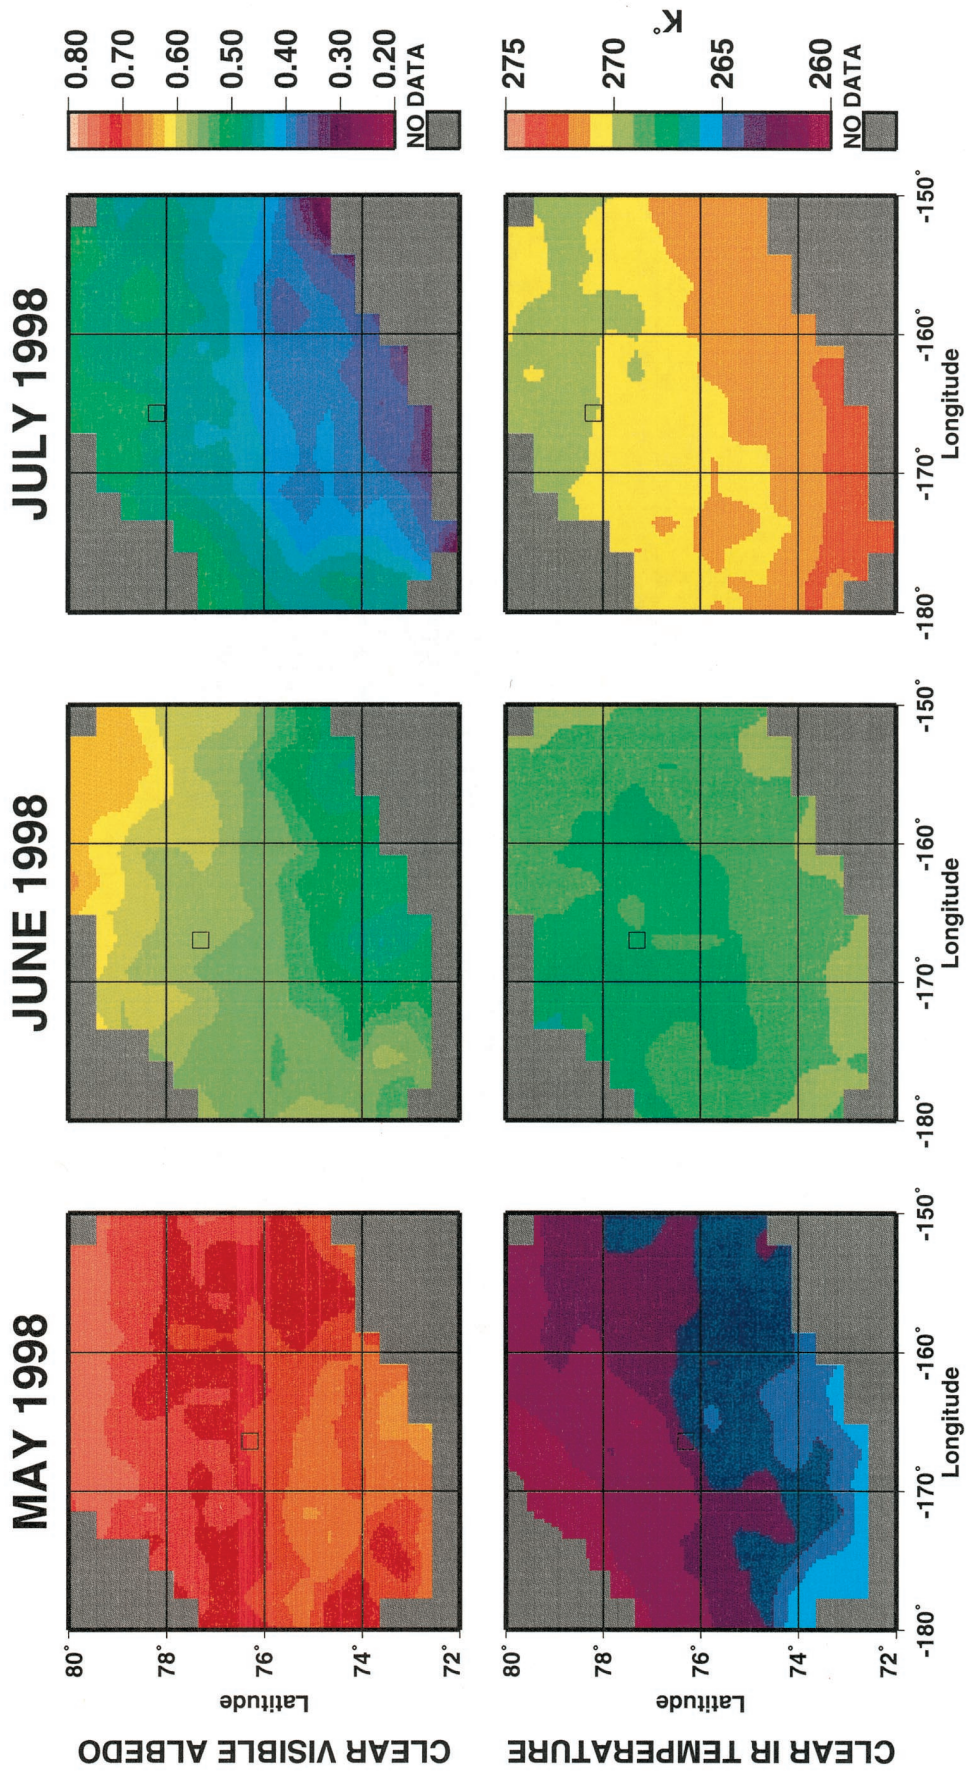 MAY 1998
JUNE 1998
JULY 1998
CLEAR VISIBLE ALBEDO
Latitude
80°
78°
76°
74°
72°
0.80
0.70
0.60
0.50
0.40
0.30
0.20
NO DATA
CLEAR IR TEMPERATURE
Latitude
80°
78°
76°
74°
72°
-180°
-170°
-160°
-150°
Longitude
-180°
-170°
-160°
-150°
Longitude
-180°
-170°
-160°
-150°
Longitude
K°
275
270
265
260
NO DATA